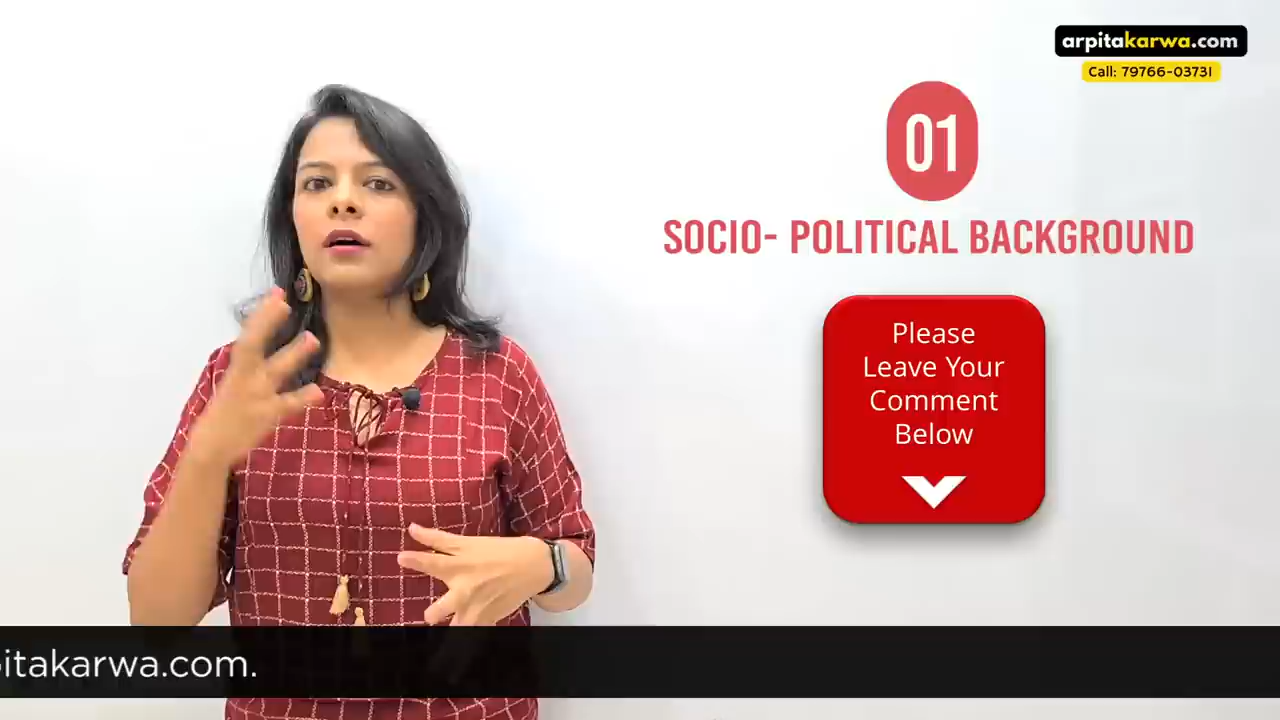 arpitakarwa.com
Call: 79766-03731
01
SOCIO- POLITICAL BACKGROUND
Please
Leave Your
Comment
Below
itakarwa.com.